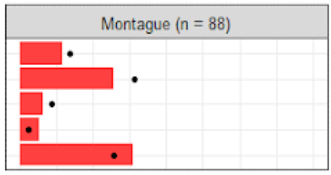 Montague (n = 88)